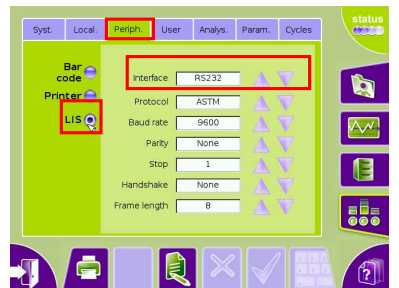 status
Syst. Local. Periph. User Analys. Param. Cycles
Bar code
Printer
LIS
Interface RS232
Protocol ASTM
Baud rate 9600
Parity None
Stop 1
Handshake None
Frame length 8
?